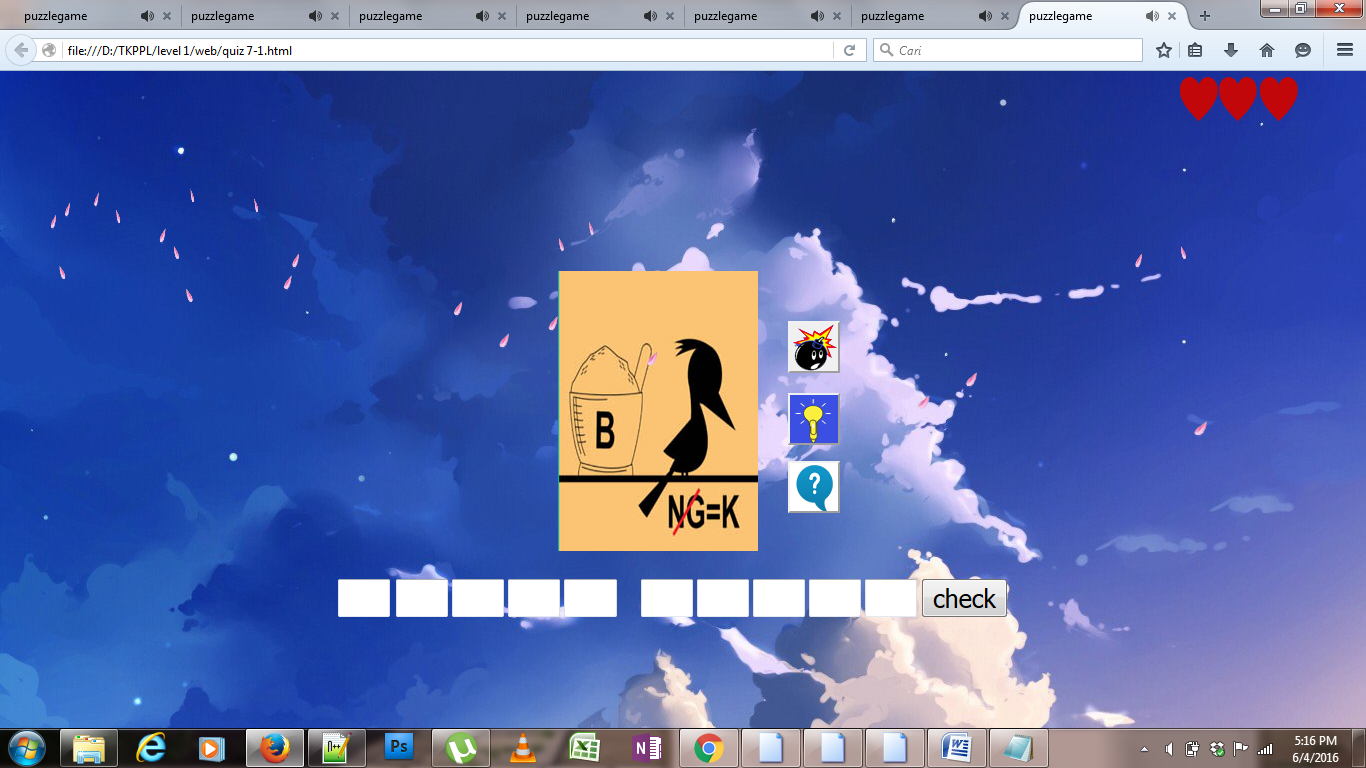 puzzlegame puzzlegame puzzlegame puzzlegame puzzlegame puzzlegame puzzlegame
file:///D:/TKPPL/level 1/web/quiz 7-1.html Cari
B
NG=K
check
5:16 PM
6/4/2016